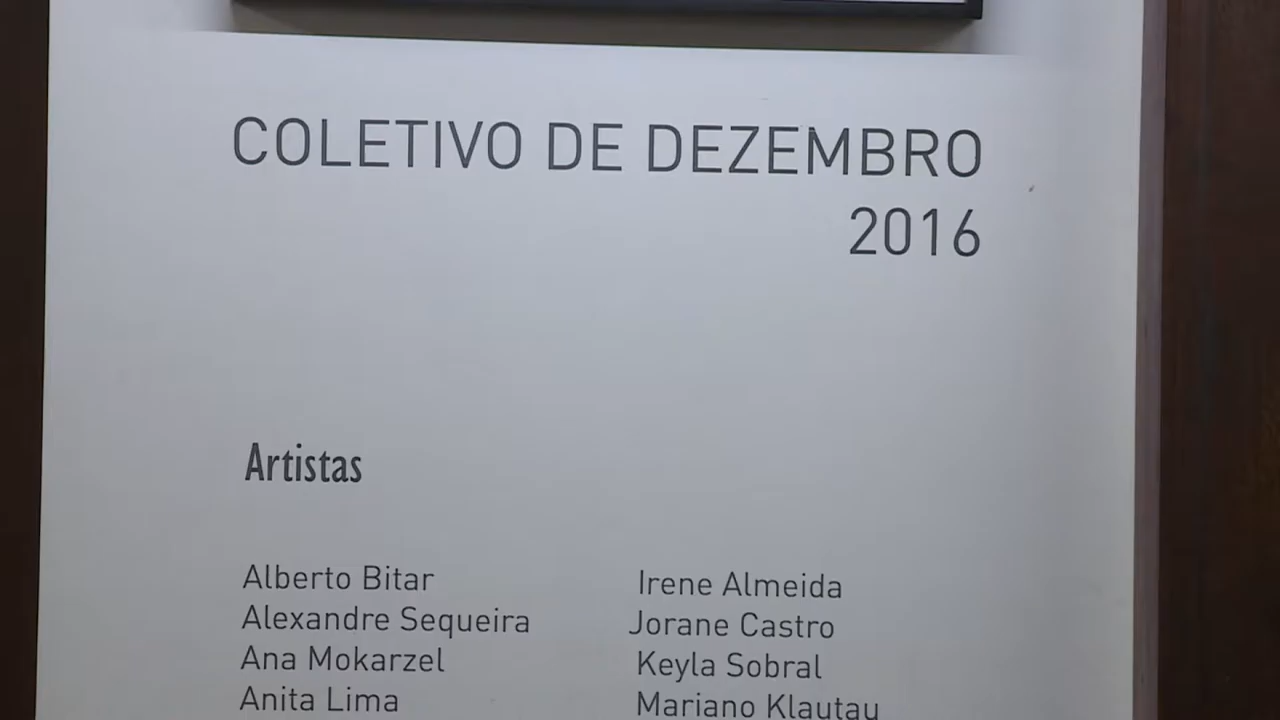 COLETIVO DE DEZEMBRO
2016
Artistas
Alberto Bitar
Alexandre Sequeira
Ana Mokarzel
Anita Lima
Irene Almeida
Jorane Castro
Keyla Sobral
Mariano Klautau